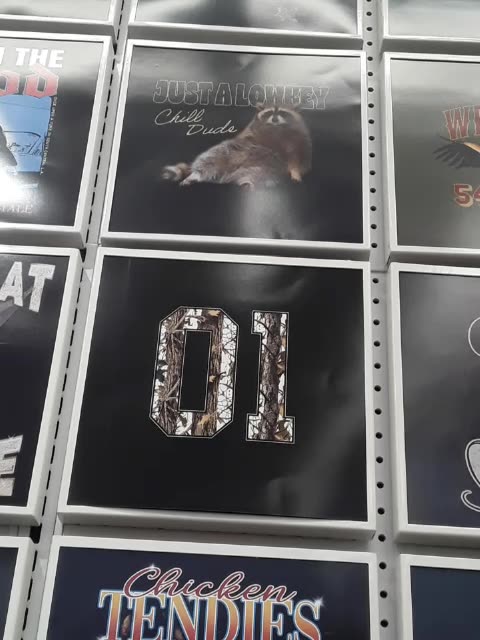 N THE
JUST A LOWKEY
Chill
Dude
AT
01
W
54
E
Chicken
TENDIES